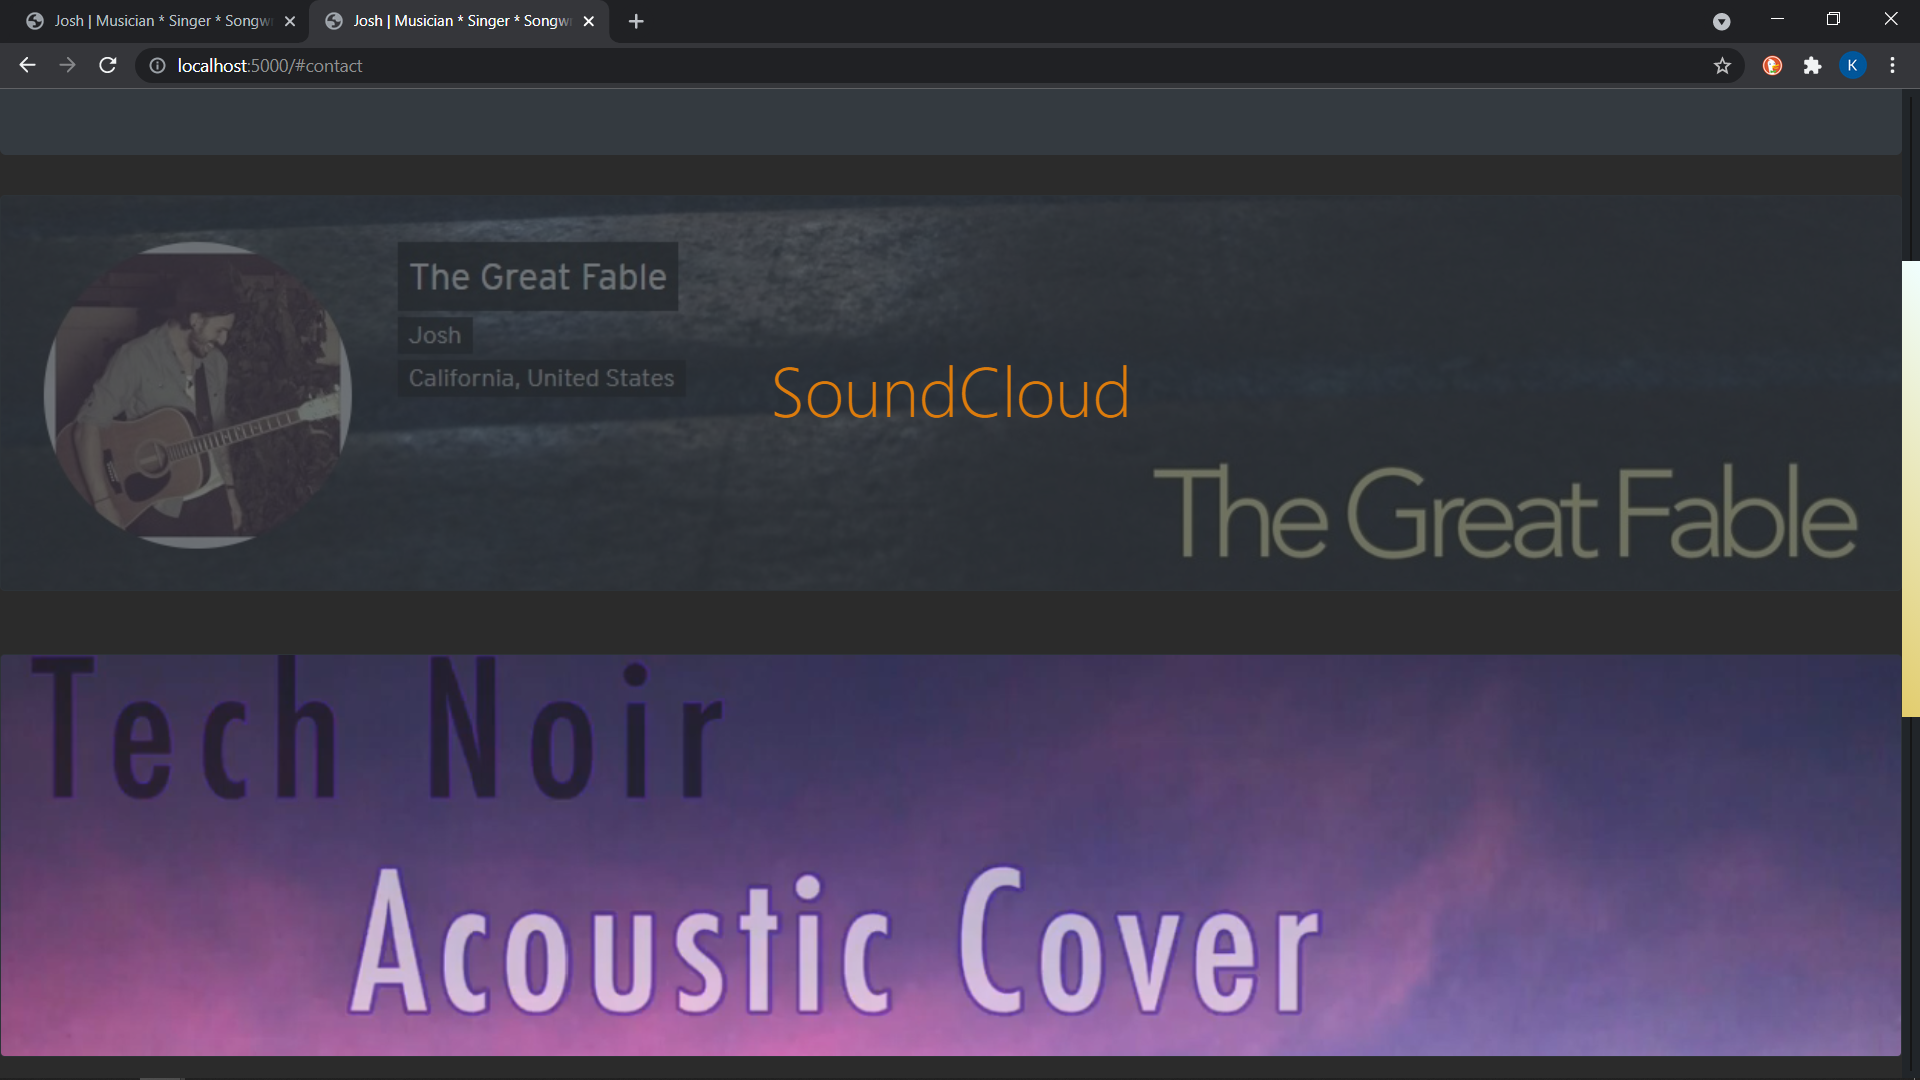 Josh | Musician * Singer * Songw
Josh | Musician * Singer * Songw
localhost:5000/#contact
K
The Great Fable
Josh
California, United States
SoundCloud
The Great Fable
Tech Noir
Acoustic Cover